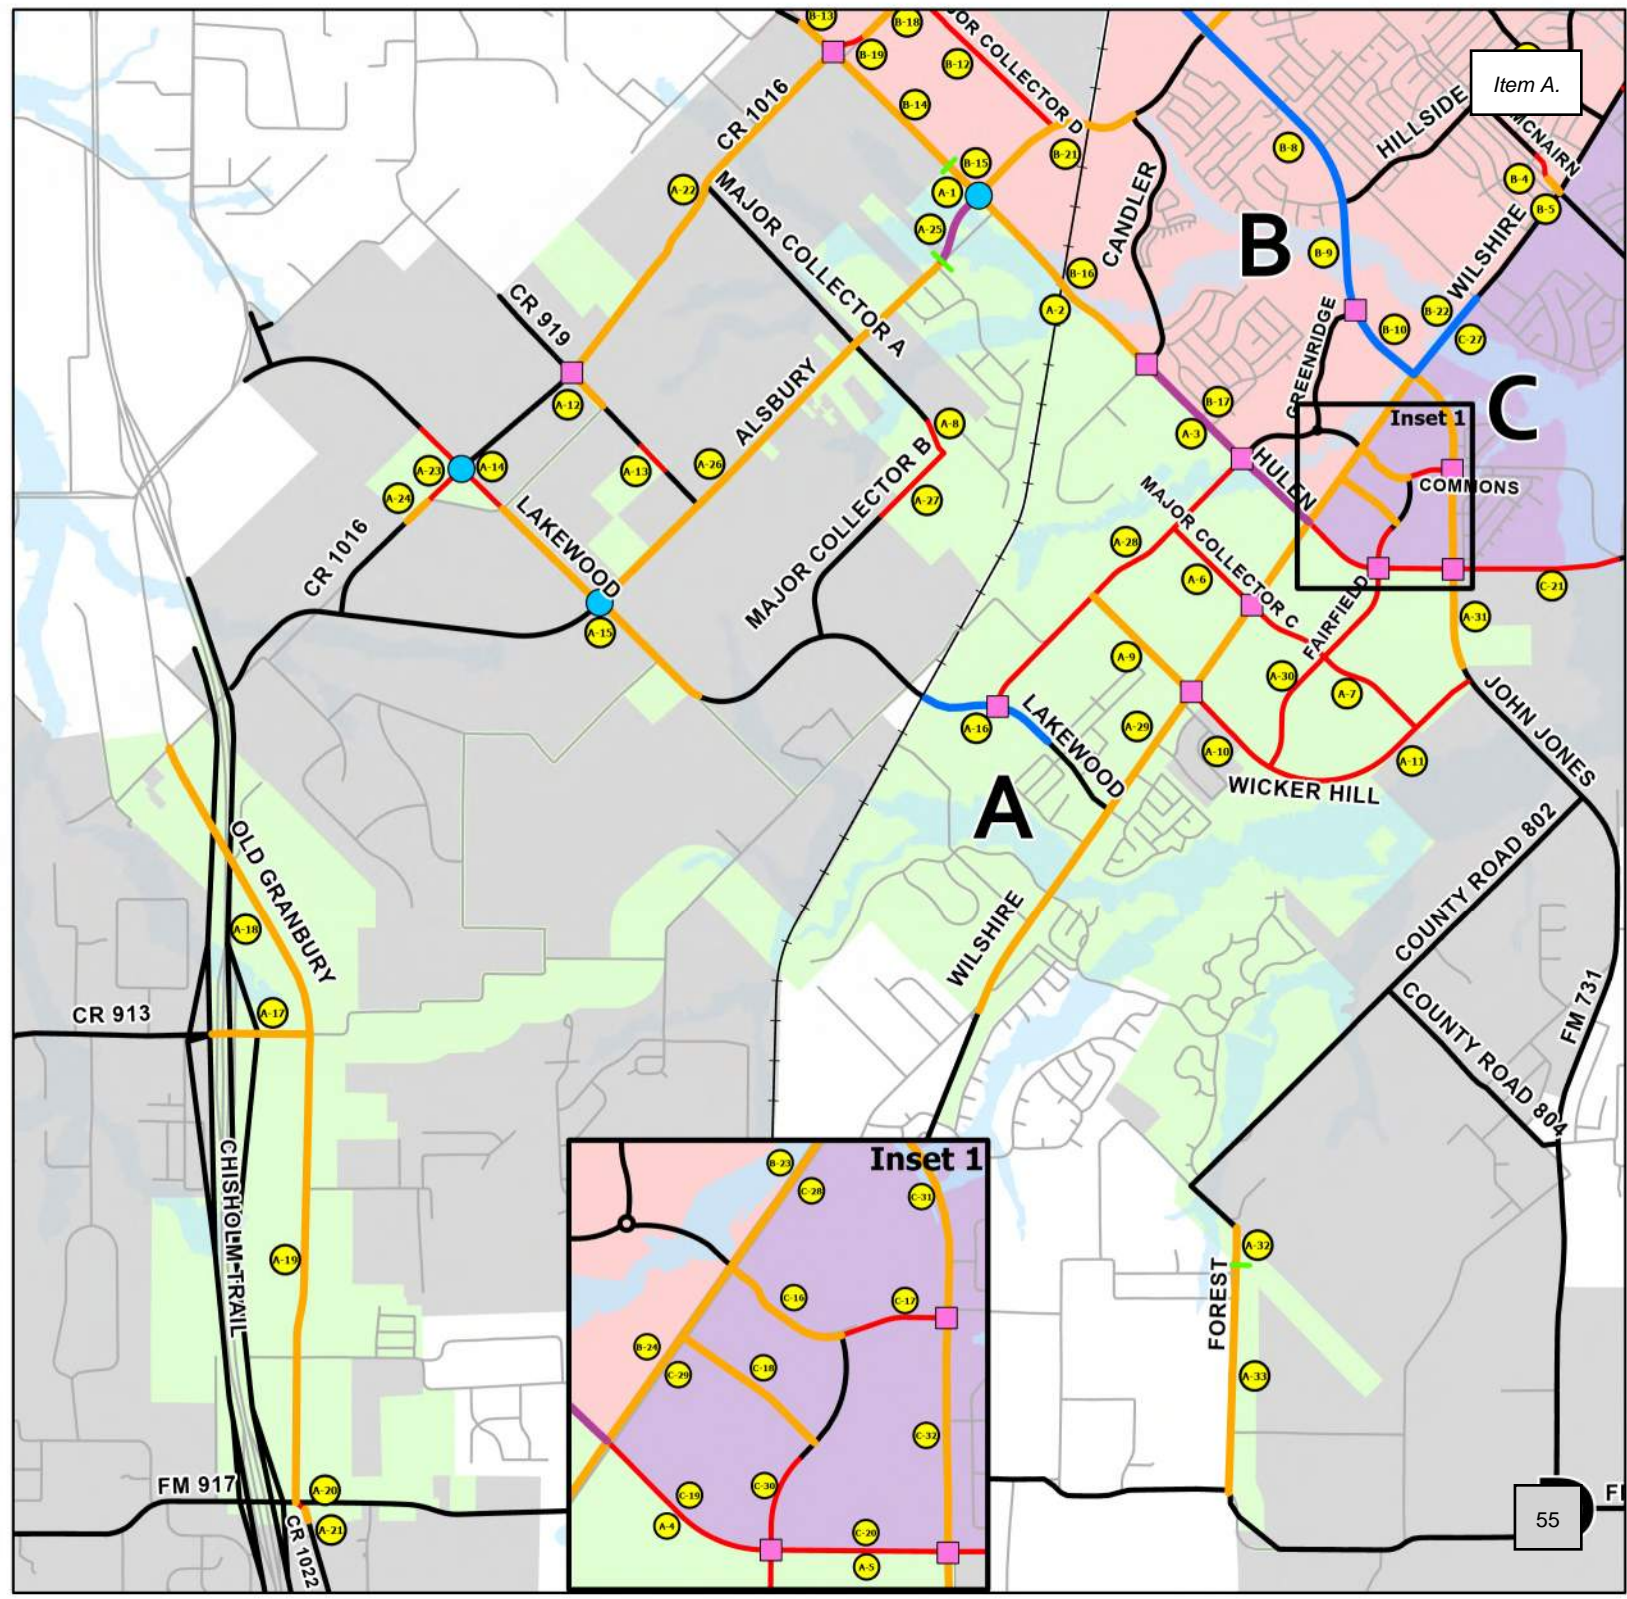 B-13
B-18
JOR COLLECTOR D
B-19
B-12
Item A.
CR 1016
B-14
HILLSIDE
MCNAIRN
B-8
B-15
B-21
B-4
A-22
A-1
MAJOR COLLECTOR A
CANDLER
B-5
A-25
B
WILSHIRE
B-9
B-16
A-2
CR 919
GREENRIDGE
B-22
B-10
C-27
ALSBURY
A-12
B-17
C
Inset 1
A-8
A-3
A-23
A-14
A-13
A-26
HULEN
COMMONS
A-24
MAJOR COLLECTOR B
A-27
MAJOR COLLECTOR C
LAKEWOOD
CR 1016
A-28
A-6
C-21
FAIRFIELD
A-15
A-31
A-9
A-30
A-7
LAKEWOOD
A-16
A-29
A-10
A-11
JOHN JONES
WICKER HILL
A
COUNTY ROAD 802
OLD GRANBURY
A-18
WILSHIRE
FM 731
COUNTY ROAD 804
CR 913
A-17
CHISHOLM TRAIL
Inset 1
B-23
C-28
C-31
A-32
A-19
C-16
C-17
FOREST
B-24
C-29
C-18
A-33
C-32
FM 917
A-20
A-21
CR 1022
C-30
C-19
A-4
C-20
A-5
55